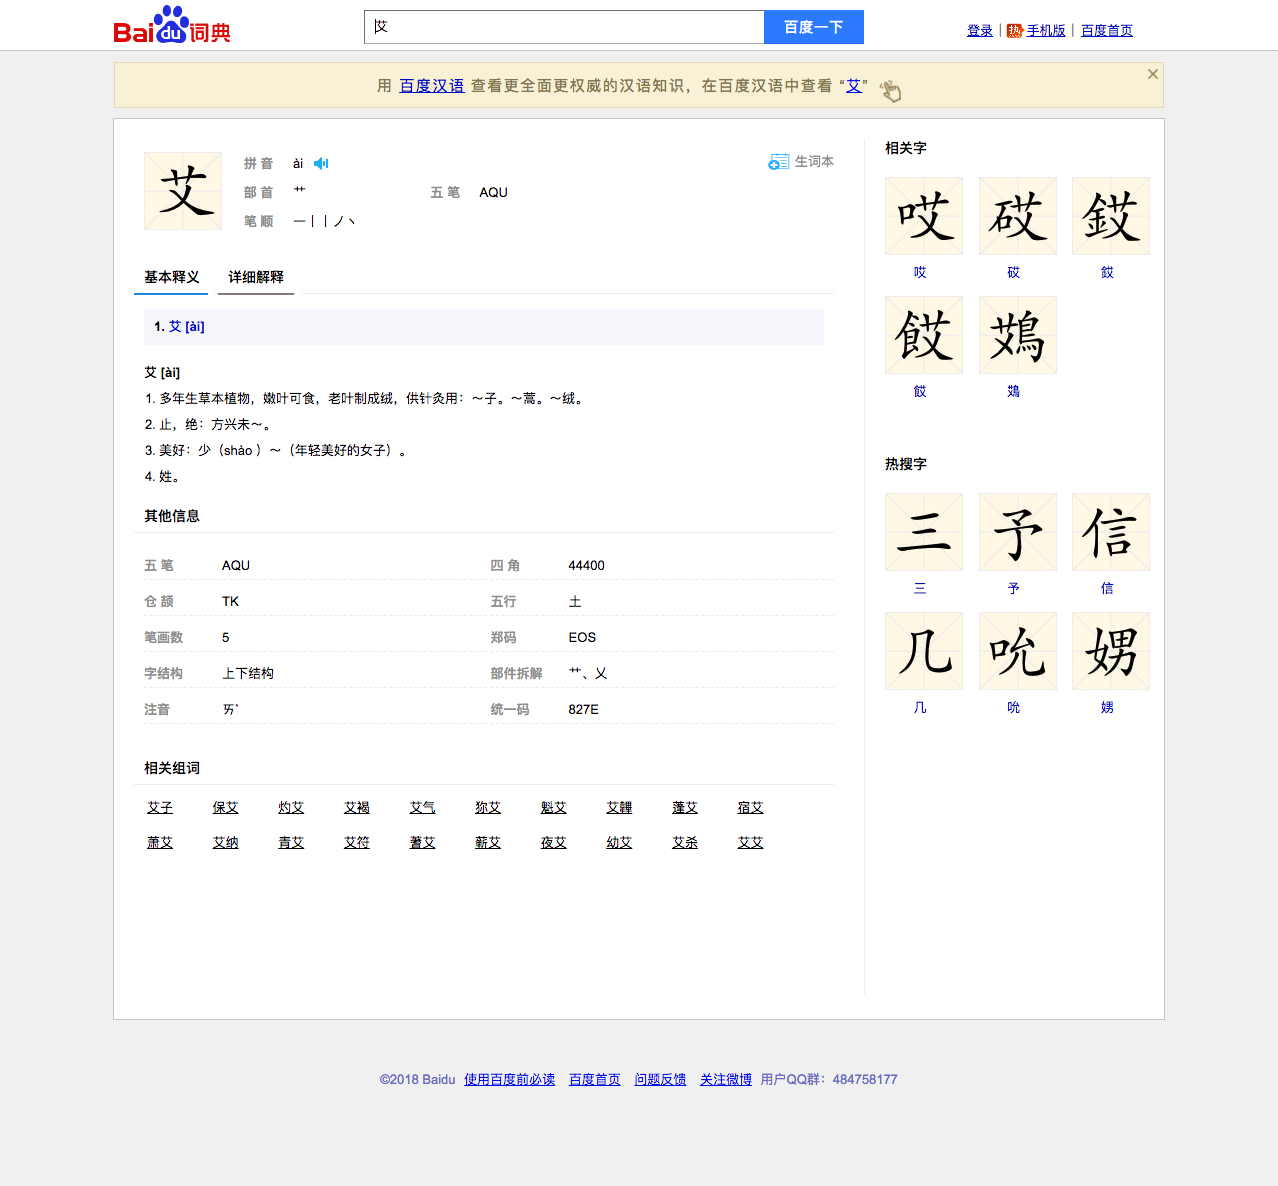 Baidu词典
艾
百度一下
登录 | 热 手机版 | 百度首页
用 百度汉语 查看更全面更权威的汉语知识，在百度汉语中查看 “艾”
艾
拼 音 ài
生词本
部 首 艹 五 笔 AQU
笔 顺 一丨丨ノ丶
基本释义 详细解释
1. 艾 [ài]
艾 [ài]
1. 多年生草本植物，嫩叶可食，老叶制成绒，供针灸用：～子。～蒿。～绒。
2. 止，绝：方兴未～。
3. 美好：少（shào ）～（年轻美好的女子）。
4. 姓。
其他信息
五 笔 AQU 四 角 44400
仓 颉 TK 五行 土
笔画数 5 郑码 EOS
字结构 上下结构 部件拆解 艹、乂
注音 ㄞˋ 统一码 827E
相关组词
艾子 保艾 灼艾 艾褐 艾气 弥艾 魁艾 艾韡 蓬艾 宿艾
萧艾 艾纳 青艾 艾符 蓍艾 蕲艾 夜艾 幼艾 艾杀 艾艾
相关字
哎 砹 鎄
哎 砹 鎄
餀 鴱
餀 鴱
热搜字
三 予 信
三 予 信
几 吮 娚
几 吮 娚
©2018 Baidu 使用百度前必读 百度首页 问题反馈 关注微博 用户QQ群：484758177